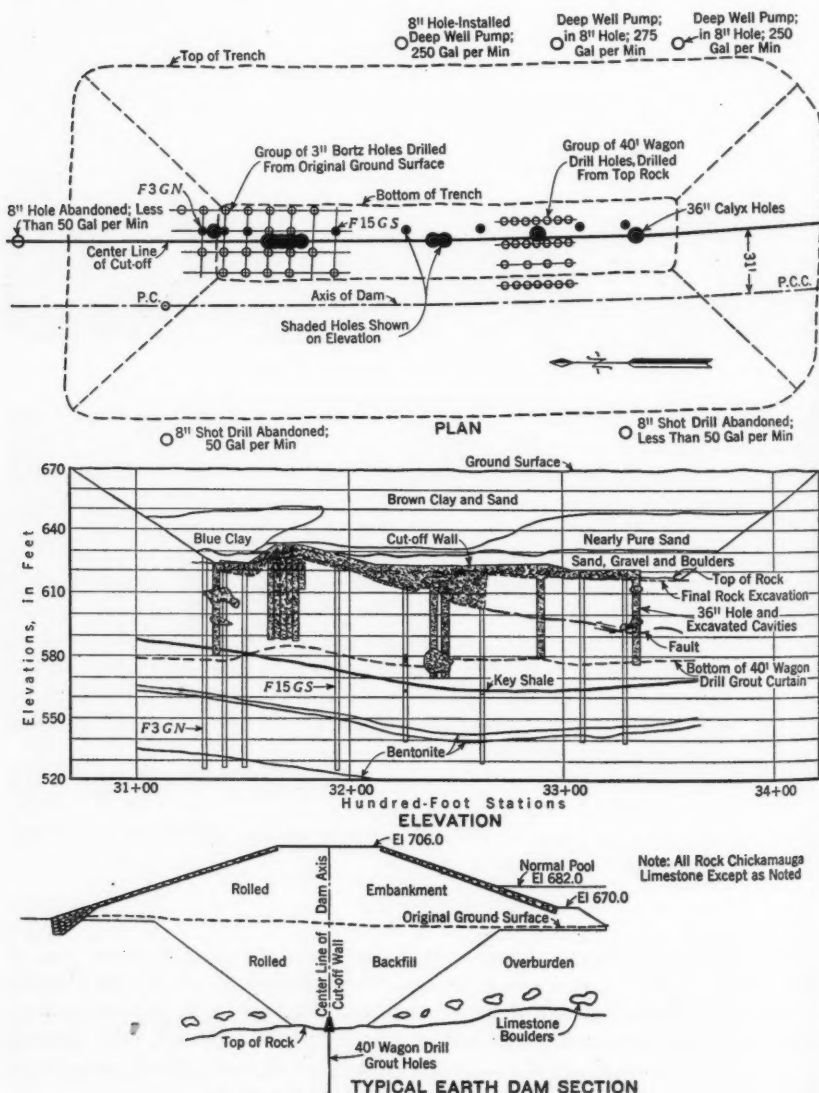 8" Hole-Installed
Deep Well Pump;
250 Gal per Min
Deep Well Pump;
in 8" Hole; 275
Gal per Min
Deep Well Pump;
in 8" Hole; 250
Gal per Min
Top of Trench
Group of 3" Bortz Holes Drilled
From Original Ground Surface
Group of 40' Wagon
Drill Holes, Drilled
From Top Rock
F3GN
Bottom of Trench
8" Hole Abandoned; Less
Than 50 Gal per Min
F15GS
36" Calyx Holes
Center Line
of Cut-off
31'
P.C.
Axis of Dam
P.C.C.
Shaded Holes Shown
on Elevation
N
8" Shot Drill Abandoned;
50 Gal per Min
PLAN
8" Shot Drill Abandoned;
Less Than 50 Gal per Min
Ground Surface
670
Brown Clay and Sand
640
Blue Clay
Cut-off Wall
Nearly Pure Sand
Sand, Gravel and Boulders
Top of Rock
610
Final Rock Excavation
36" Hole and
Excavated Cavities
Fault
580
Bottom of 40' Wagon
Drill Grout Curtain
F15GS
Key Shale
550
F3GN
Bentonite
520
Elevations, in Feet
31+00
32+00
33+00
34+00
Hundred-Foot Stations
ELEVATION
El 706.0
Normal Pool
El 682.0
Note: All Rock Chickamauga
Limestone Except as Noted
Rolled
Dam Axis
Embankment
El 670.0
Original Ground Surface
Rolled
Center Line of
Cut-off Wall
Backfill
Overburden
Top of Rock
Limestone
Boulders
40' Wagon Drill
Grout Holes
TYPICAL EARTH DAM SECTION